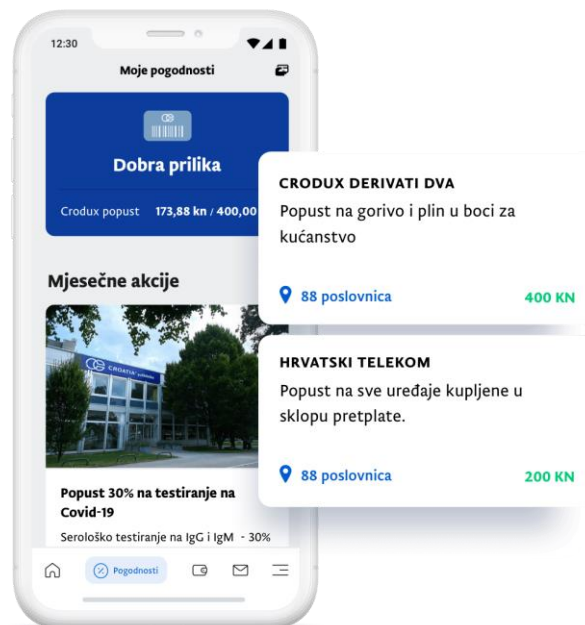 12:30
Moje pogodnosti
Dobra prilika
Crodux popust 173,88 kn / 400,00
Mjesečne akcije
CROATIA
Popust 30% na testiranje na
Covid-19
Serološko testiranje na IgG i IgM - 30%
Pogodnosti
CRODUX DERIVATI DVA
Popust na gorivo i plin u boci za
kućanstvo
88 poslovnica
400 KN
HRVATSKI TELEKOM
Popust na sve uređaje kupljene u
sklopu pretplate.
88 poslovnica
200 KN